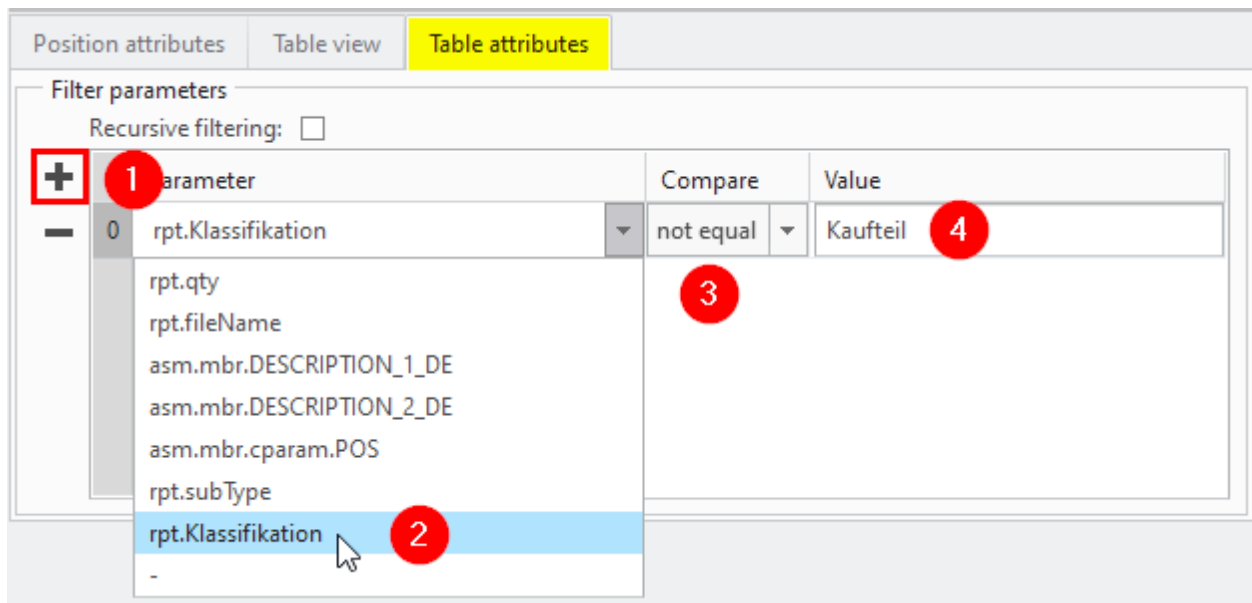 Position attributes Table view Table attributes
Filter parameters
Recursive filtering:
1 arameter Compare Value
0 rpt.Klassifikation not equal Kaufteil 4
rpt.qty
3
rpt.fileName
asm.mbr.DESCRIPTION_1_DE
asm.mbr.DESCRIPTION_2_DE
asm.mbr.cparam.POS
rpt.subType
rpt.Klassifikation 2
-